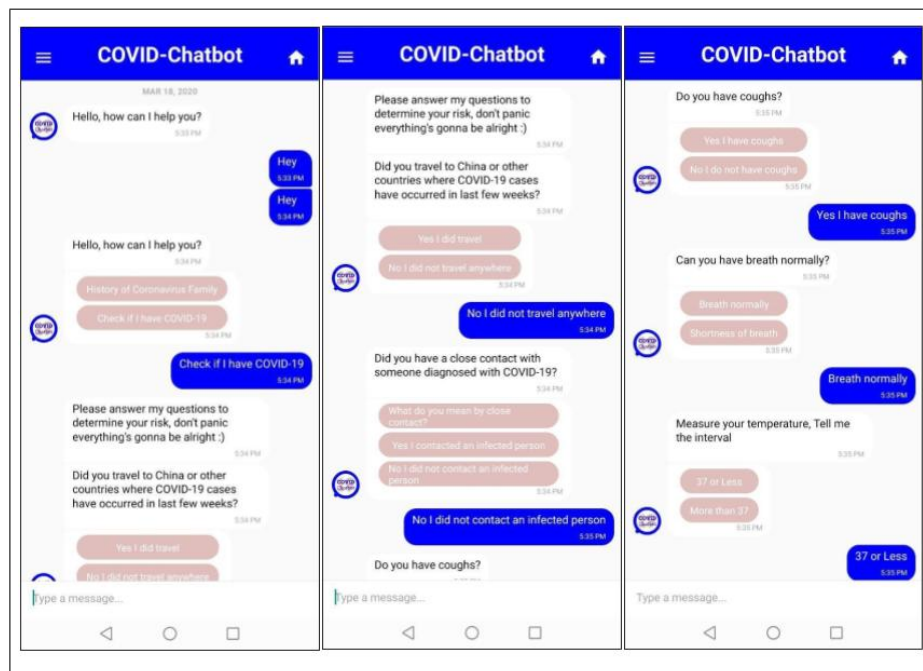 COVID-Chatbot
MAR 18, 2020
Hello, how can I help you?
5:33 PM
Hey
5:33 PM
Hey
5:34 PM
Hello, how can I help you?
5:34 PM
History of Coronavirus Family
Check if I have COVID-19
5:34 PM
Check if I have COVID-19
5:34 PM
Please answer my questions to
determine your risk, don't panic
everything's gonna be alright :)
5:34 PM
Did you travel to China or other
countries where COVID-19 cases
have occurred in last few weeks?
5:34 PM
Yes I did travel
No I did not travel anywhere
Type a message...
COVID-Chatbot
Please answer my questions to
determine your risk, don't panic
everything's gonna be alright :)
5:34 PM
Did you travel to China or other
countries where COVID-19 cases
have occurred in last few weeks?
5:34 PM
Yes I did travel
No I did not travel anywhere
5:34 PM
No I did not travel anywhere
5:34 PM
Did you have a close contact with
someone diagnosed with COVID-19?
5:34 PM
What do you mean by close
contact?
Yes I contacted an infected person
No I did not contact an infected
person
5:34 PM
No I did not contact an infected person
5:35 PM
Do you have coughs?
5:35 PM
Type a message...
COVID-Chatbot
Do you have coughs?
5:35 PM
Yes I have coughs
No I do not have coughs
5:35 PM
Yes I have coughs
5:35 PM
Can you have breath normally?
5:35 PM
Breath normally
Shortness of breath
5:35 PM
Breath normally
5:35 PM
Measure your temperature, Tell me
the interval
5:35 PM
37 or Less
More than 37
5:35 PM
37 or Less
5:35 PM
Type a message...